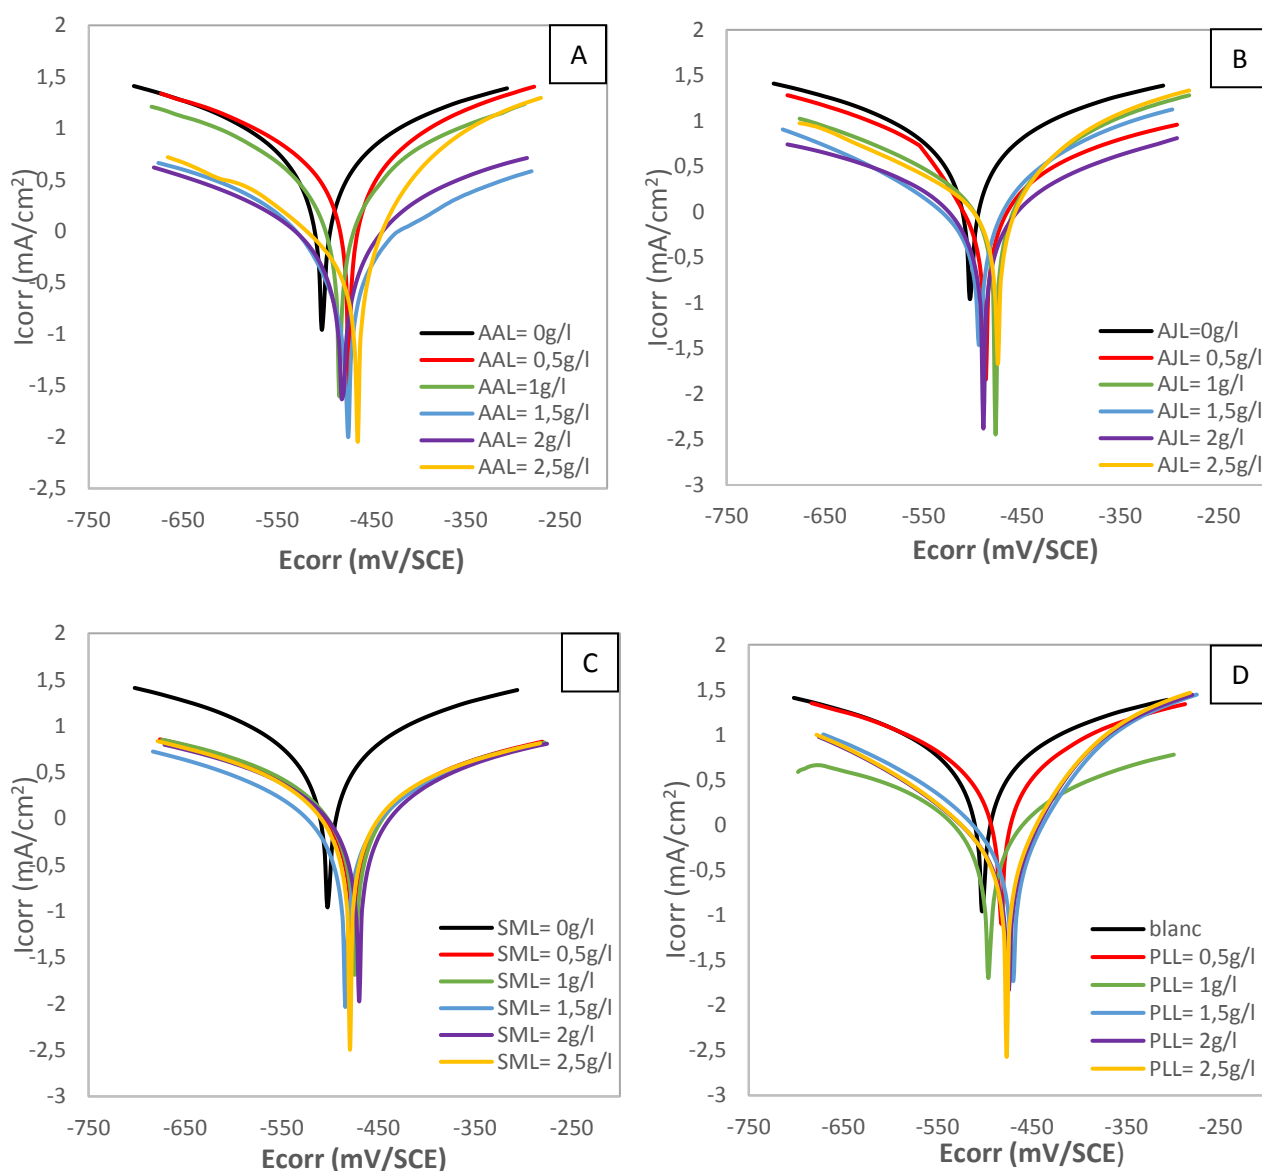 A
2
1,5
1
0,5
0
-0,5
-1
-1,5
-2
-2,5
Icorr (mA/cm²)
AAL= 0g/l
AAL= 0,5g/l
AAL=1g/l
AAL= 1,5g/l
AAL= 2g/l
AAL= 2,5g/l
-750 -650 -550 -450 -350 -250
Ecorr (mV/SCE)
B
2
1,5
1
0,5
0
-0,5
-1
-1,5
-2
-2,5
-3
Icorr (mA/cm²)
AJL=0g/l
AJL= 0,5g/l
AJL= 1g/l
AJL= 1,5g/l
AJL= 2g/l
AJL= 2,5g/l
-750 -650 -550 -450 -350 -250
Ecorr (mV/SCE)
C
2
1,5
1
0,5
0
-0,5
-1
-1,5
-2
-2,5
-3
Icorr (mA/cm²)
SML= 0g/l
SML= 0,5g/l
SML= 1g/l
SML= 1,5g/l
SML= 2g/l
SML= 2,5g/l
-750 -650 -550 -450 -350 -250
Ecorr (mV/SCE)
D
2
1,5
1
0,5
0
-0,5
-1
-1,5
-2
-2,5
-3
Icorr (mA/cm²)
blanc
PLL= 0,5g/l
PLL= 1g/l
PLL= 1,5g/l
PLL= 2g/l
PLL= 2,5g/l
-750 -650 -550 -450 -350 -250
Ecorr (mV/SCE)